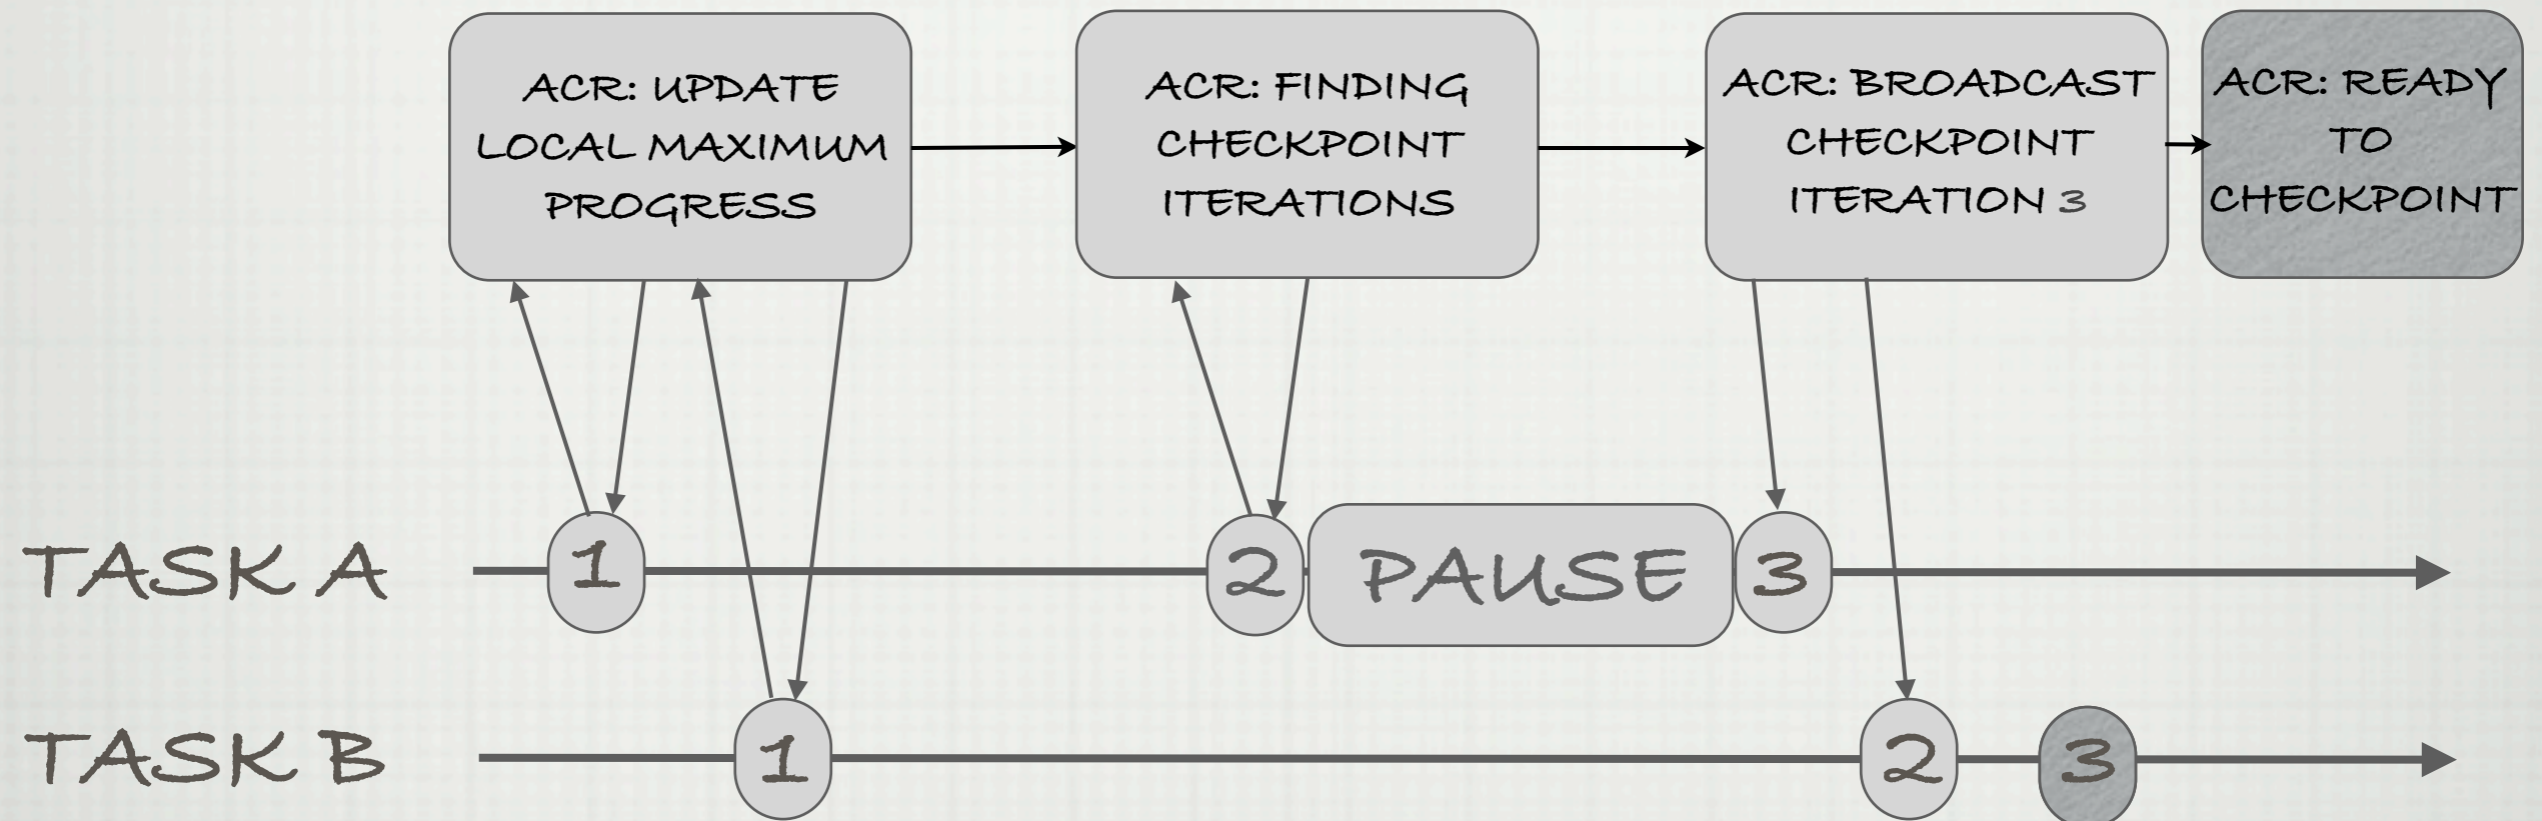 ACR: UPDATE
LOCAL MAXIMUM
PROGRESS
ACR: FINDING
CHECKPOINT
ITERATIONS
ACR: BROADCAST
CHECKPOINT
ITERATION 3
ACR: READY
TO
CHECKPOINT
TASK A
1
2
PAUSE
3
TASK B
1
2
3